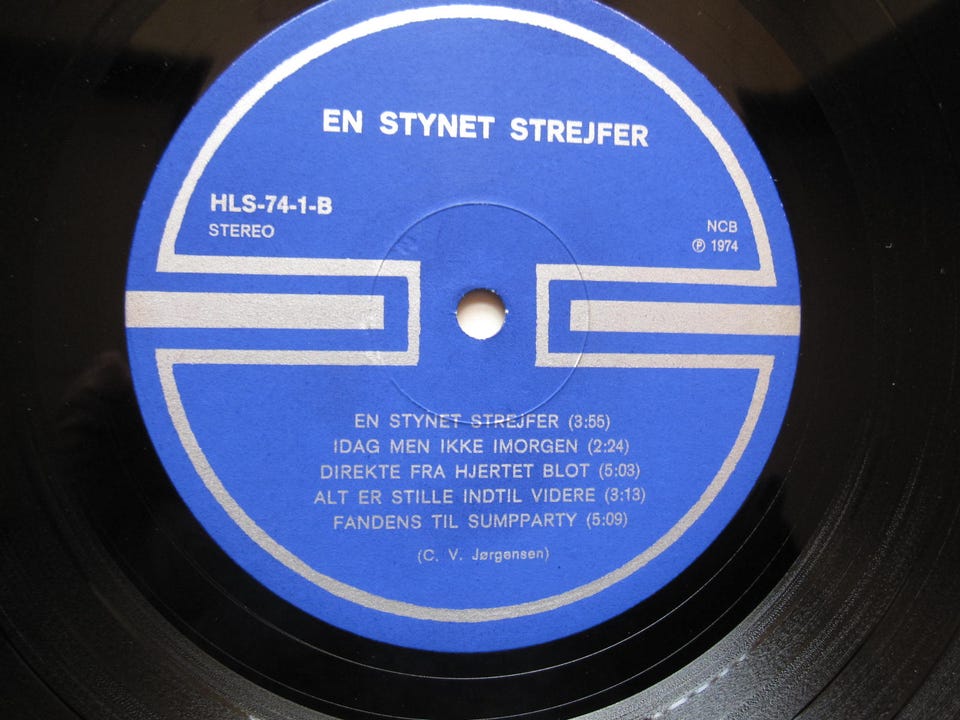 EN STYNET STREJFER
HLS-74-1-B
STEREO
NCB
℗ 1974
EN STYNET STREJFER (3:55)
IDAG MEN IKKE IMORGEN (2:24)
DIREKTE FRA HJERTET BLOT (5:03)
ALT ER STILLE INDTIL VIDERE (3:13)
FANDENS TIL SUMPPARTY (5:09)
(C. V. Jørgensen)